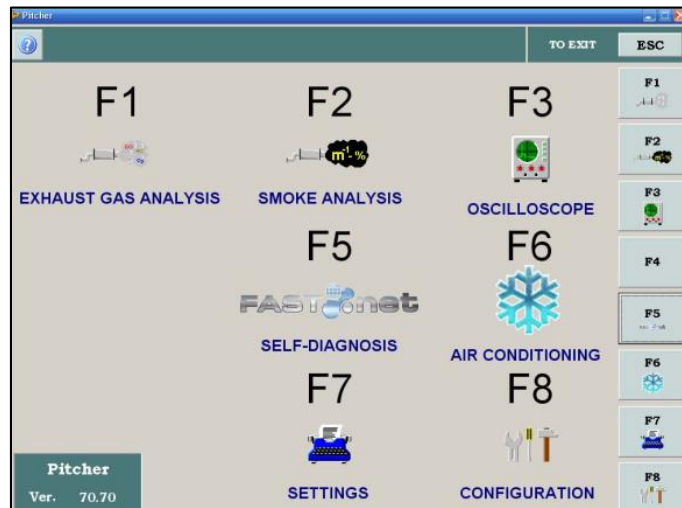 Pitcher
TO EXIT
ESC
F1
F2
F3
m⁻¹-%
EXHAUST GAS ANALYSIS
SMOKE ANALYSIS
OSCILLOSCOPE
F5
F6
FAST net
SELF-DIAGNOSIS
AIR CONDITIONING
F7
F8
SETTINGS
CONFIGURATION
Pitcher
Ver. 70.70
F1
F2
F3
F4
F5
F6
F7
F8